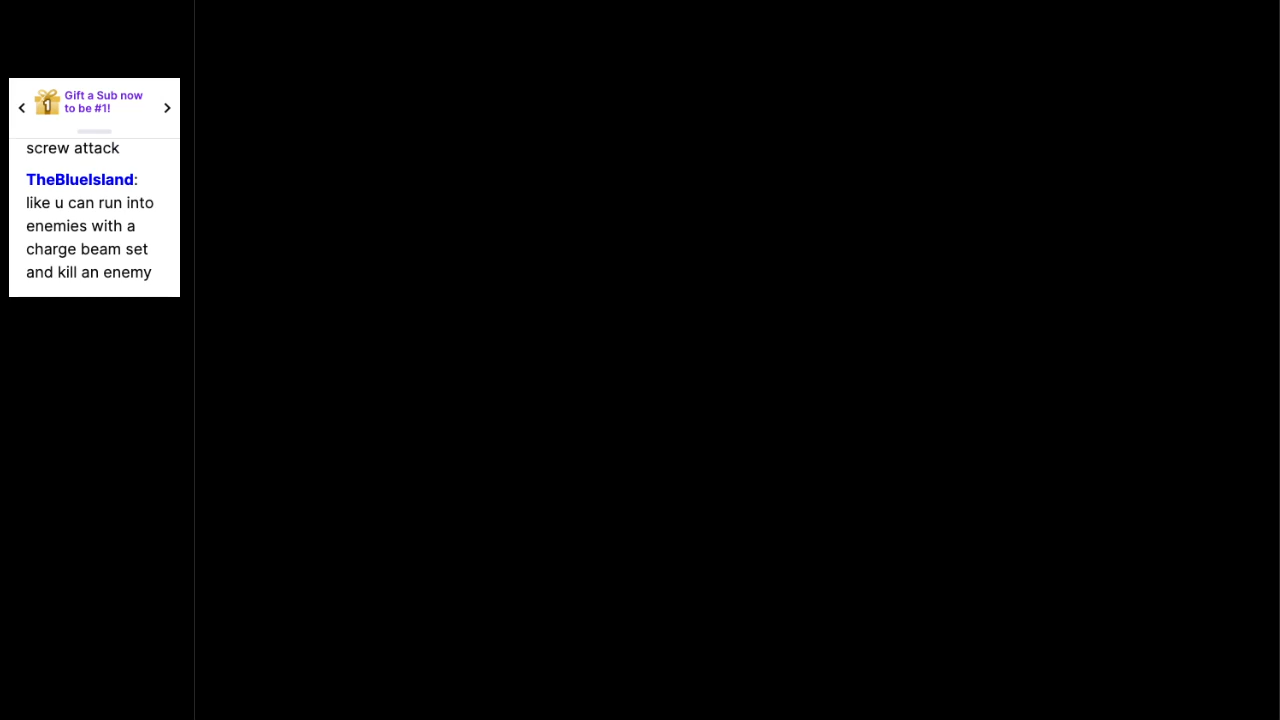 Gift a Sub now
to be #1!
1
screw attack
TheBlueIsland:
like u can run into
enemies with a
charge beam set
and kill an enemy